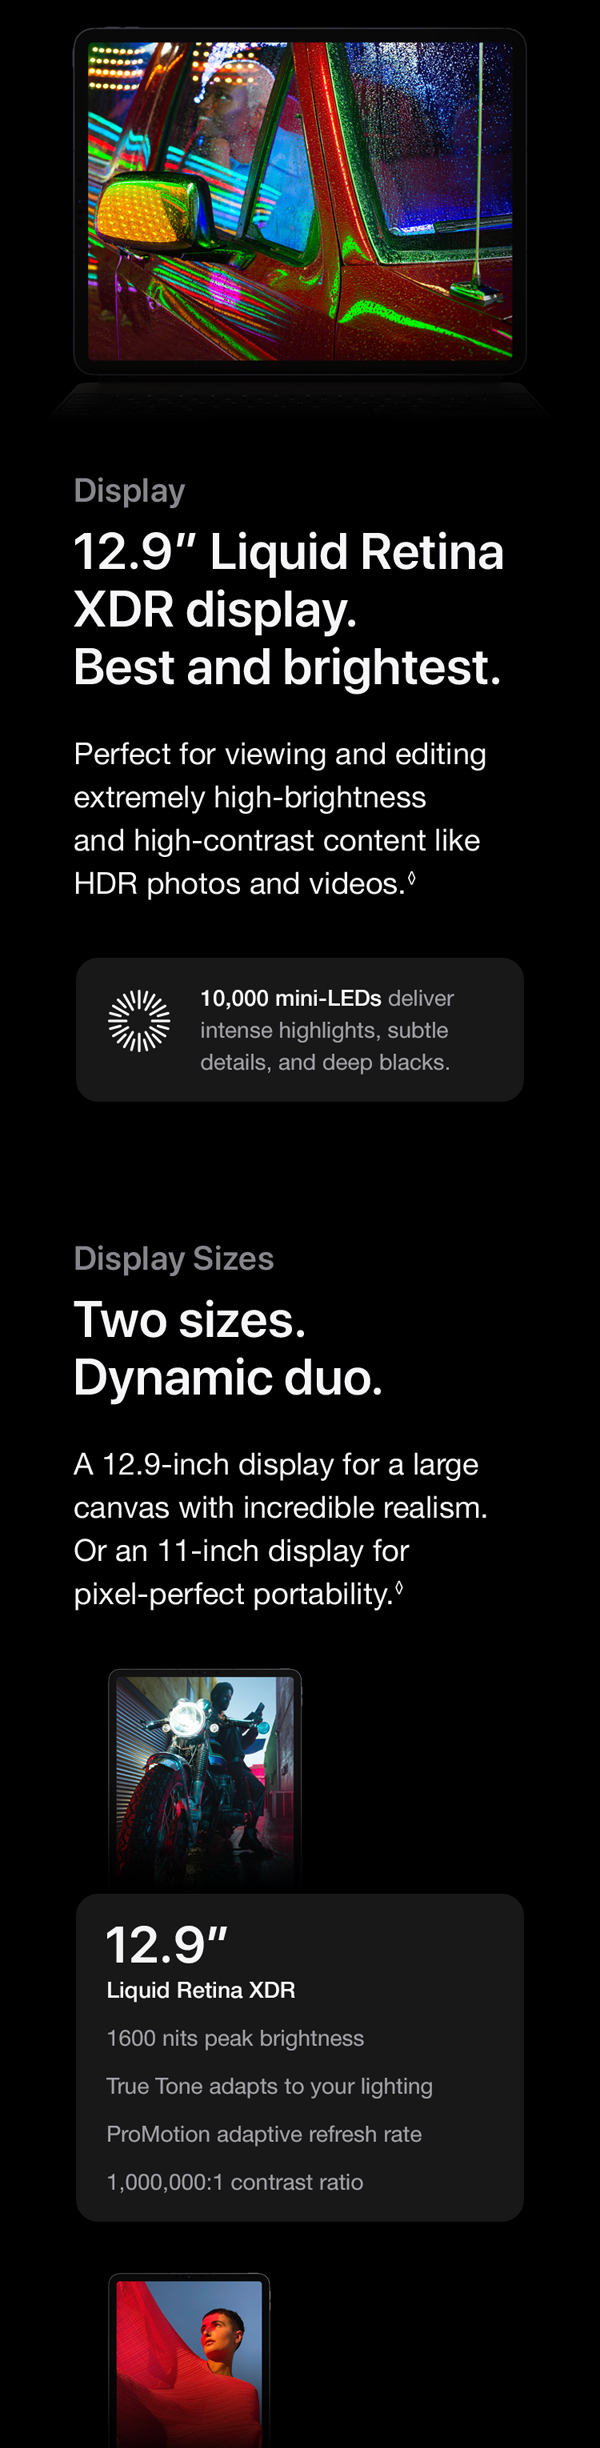 Display
12.9″ Liquid Retina
XDR display.
Best and brightest.
Perfect for viewing and editing
extremely high-brightness
and high-contrast content like
HDR photos and videos.◊
10,000 mini-LEDs deliver
intense highlights, subtle
details, and deep blacks.
Display Sizes
Two sizes.
Dynamic duo.
A 12.9-inch display for a large
canvas with incredible realism.
Or an 11-inch display for
pixel-perfect portability.◊
12.9″
Liquid Retina XDR
1600 nits peak brightness
True Tone adapts to your lighting
ProMotion adaptive refresh rate
1,000,000:1 contrast ratio